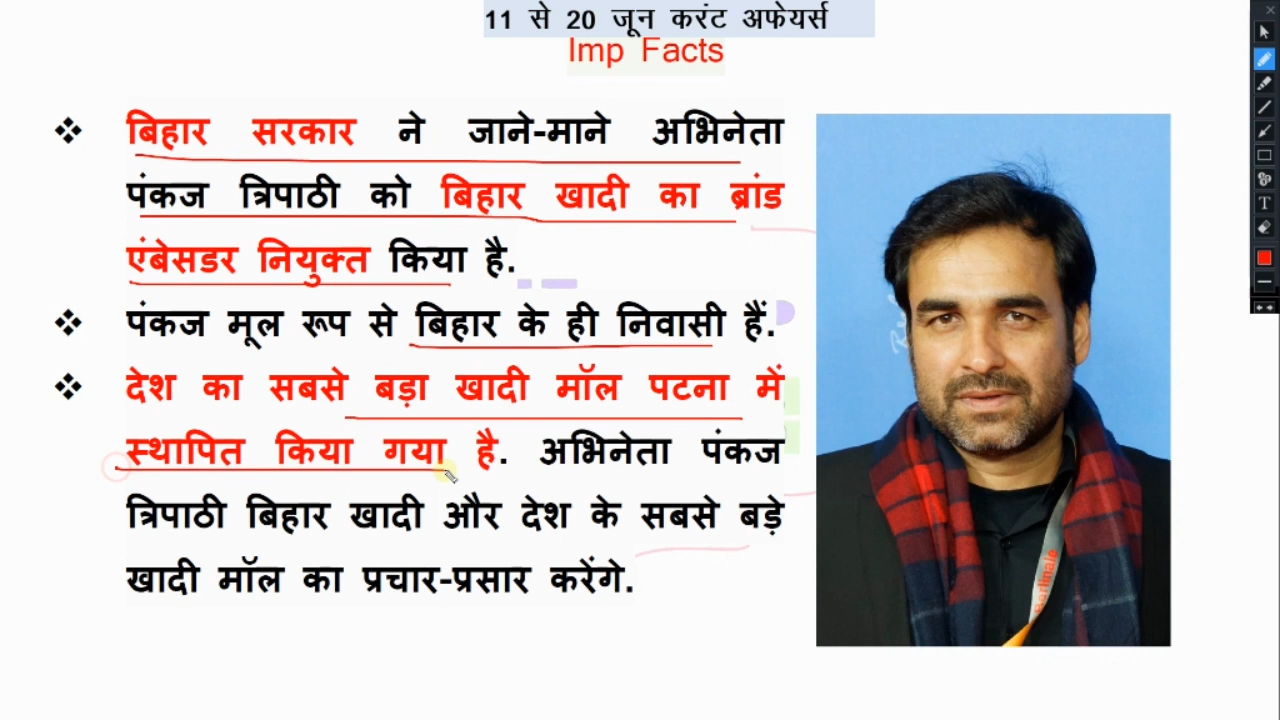 11 से 20 जून करंट अफेयर्स
Imp Facts
❖ बिहार सरकार ने जाने-माने अभिनेता
पंकज त्रिपाठी को बिहार खादी का ब्रांड
एंबेसडर नियुक्त किया है.
❖ पंकज मूल रूप से बिहार के ही निवासी हैं.
❖ देश का सबसे बड़ा खादी मॉल पटना में
स्थापित किया गया है. अभिनेता पंकज
त्रिपाठी बिहार खादी और देश के सबसे बड़े
खादी मॉल का प्रचार-प्रसार करेंगे.